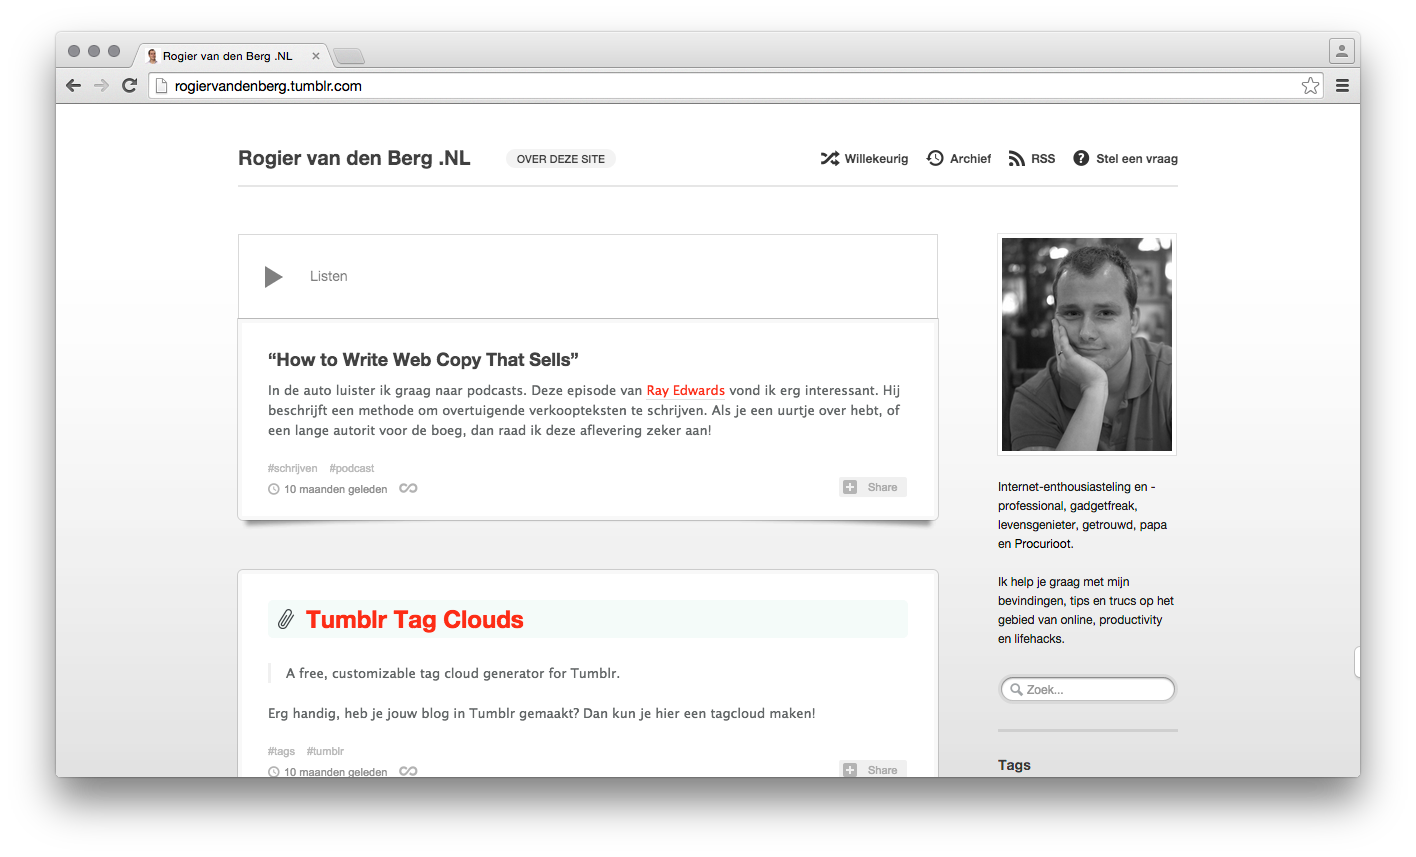 Rogier van den Berg .NL
rogiervandenberg.tumblr.com
Rogier van den Berg .NL
OVER DEZE SITE
Willekeurig
Archief
RSS
Stel een vraag
Listen
“How to Write Web Copy That Sells”
In de auto luister ik graag naar podcasts. Deze episode van Ray Edwards vond ik erg interessant. Hij
beschrijft een methode om overtuigende verkoopteksten te schrijven. Als je een uurtje over hebt, of
een lange autorit voor de boeg, dan raad ik deze aflevering zeker aan!
#schrijven #podcast
10 maanden geleden
Share
Tumblr Tag Clouds
A free, customizable tag cloud generator for Tumblr.
Erg handig, heb je jouw blog in Tumblr gemaakt? Dan kun je hier een tagcloud maken!
#tags #tumblr
10 maanden geleden
Share
Internet-enthousiasteling en -
professional, gadgetfreak,
levensgenieter, getrouwd, papa
en Procurioot.
Ik help je graag met mijn
bevindingen, tips en trucs op het
gebied van online, productivity
en lifehacks.
Zoek...
Tags